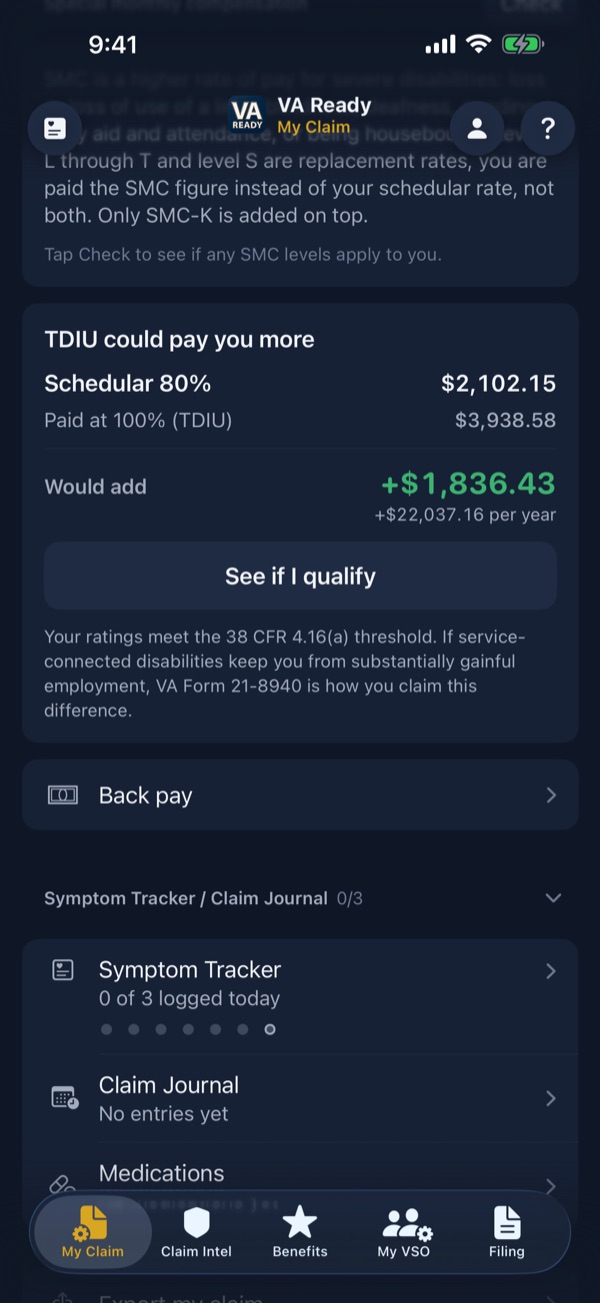 9:41
VA
READY
VA Ready
My Claim
?
L through T and level S are replacement rates, you are
paid the SMC figure instead of your schedular rate, not
both. Only SMC-K is added on top.
Tap Check to see if any SMC levels apply to you.
TDIU could pay you more
Schedular 80% $2,102.15
Paid at 100% (TDIU) $3,938.58
Would add +$1,836.43
+$22,037.16 per year
See if I qualify
Your ratings meet the 38 CFR 4.16(a) threshold. If service-
connected disabilities keep you from substantially gainful
employment, VA Form 21-8940 is how you claim this
difference.
Back pay
Symptom Tracker / Claim Journal 0/3
Symptom Tracker
0 of 3 logged today
Claim Journal
No entries yet
Medications
My Claim Claim Intel Benefits My VSO Filing
Export my claim